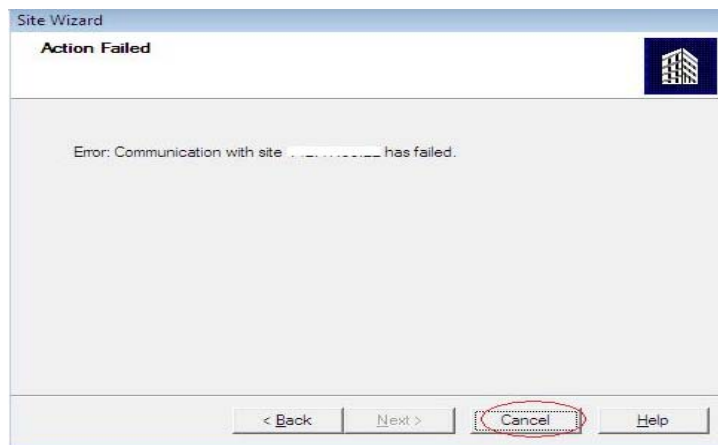 Site Wizard
Action Failed
Error: Communication with site has failed.
< Back Next > Cancel Help